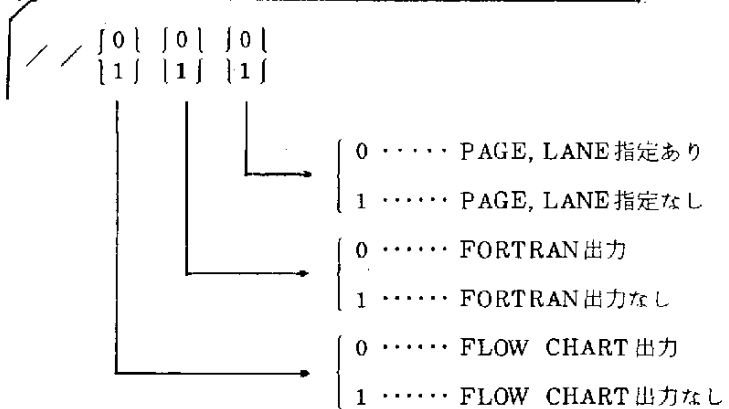 // {0} {0} {0}
{1} {1} {1}
0 ····· PAGE, LANE指定あり
1 ······ PAGE, LANE指定なし
0 ······ FORTRAN出力
1 ······ FORTRAN出力なし
0 ······ FLOW CHART出力
1 ······ FLOW CHART出力なし